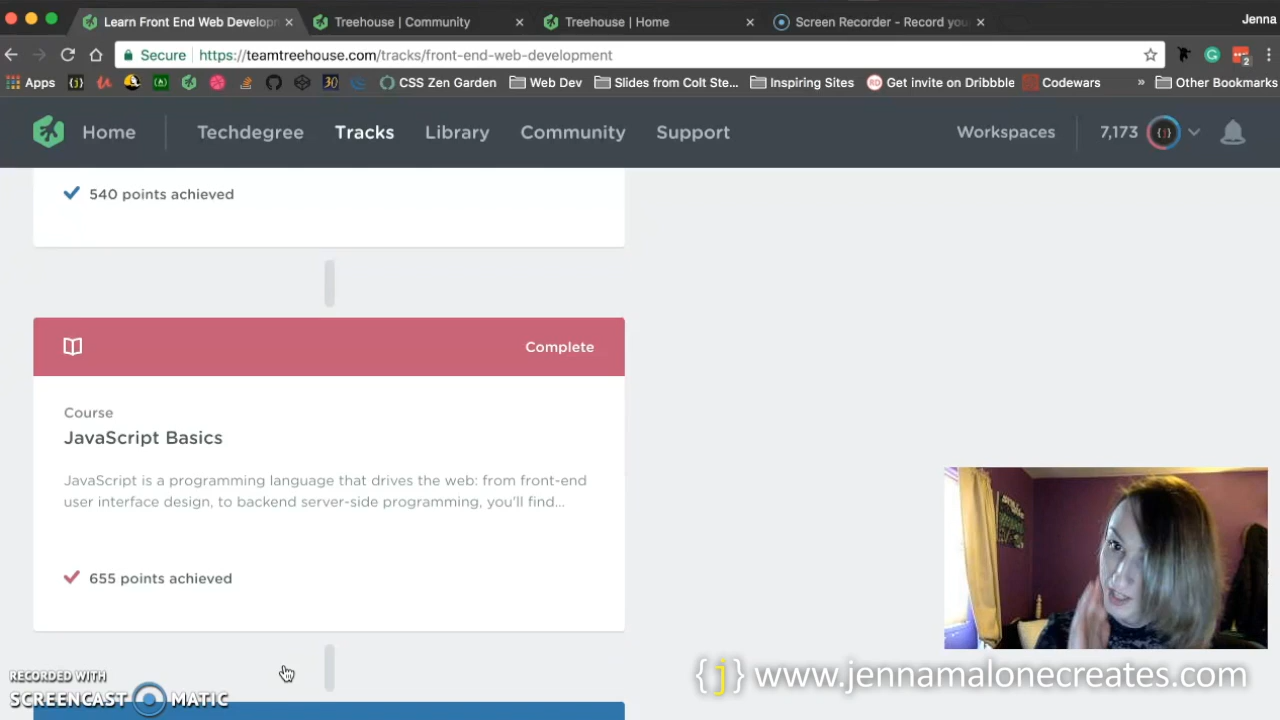 Learn Front End Web Developn
Treehouse | Community
Treehouse | Home
Screen Recorder - Record you
Jenna
Secure https://teamtreehouse.com/tracks/front-end-web-development
2
Apps
30
CSS Zen Garden
Web Dev
Slides from Colt Ste...
Inspiring Sites
Get invite on Dribbble
Codewars
» Other Bookmarks
Home Techdegree Tracks Library Community Support Workspaces 7,173
540 points achieved
Complete
Course
JavaScript Basics
JavaScript is a programming language that drives the web: from front-end
user interface design, to backend server-side programming, you'll find...
655 points achieved
RECORDED WITH
SCREENCAST MATIC
{j} www.jennamalonecreates.com